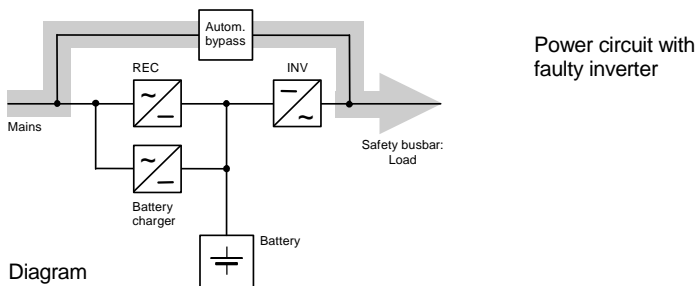 Autom.
bypass
Power circuit with
faulty inverter
REC
INV
Mains
Safety busbar:
Load
Battery
charger
Battery
Diagram